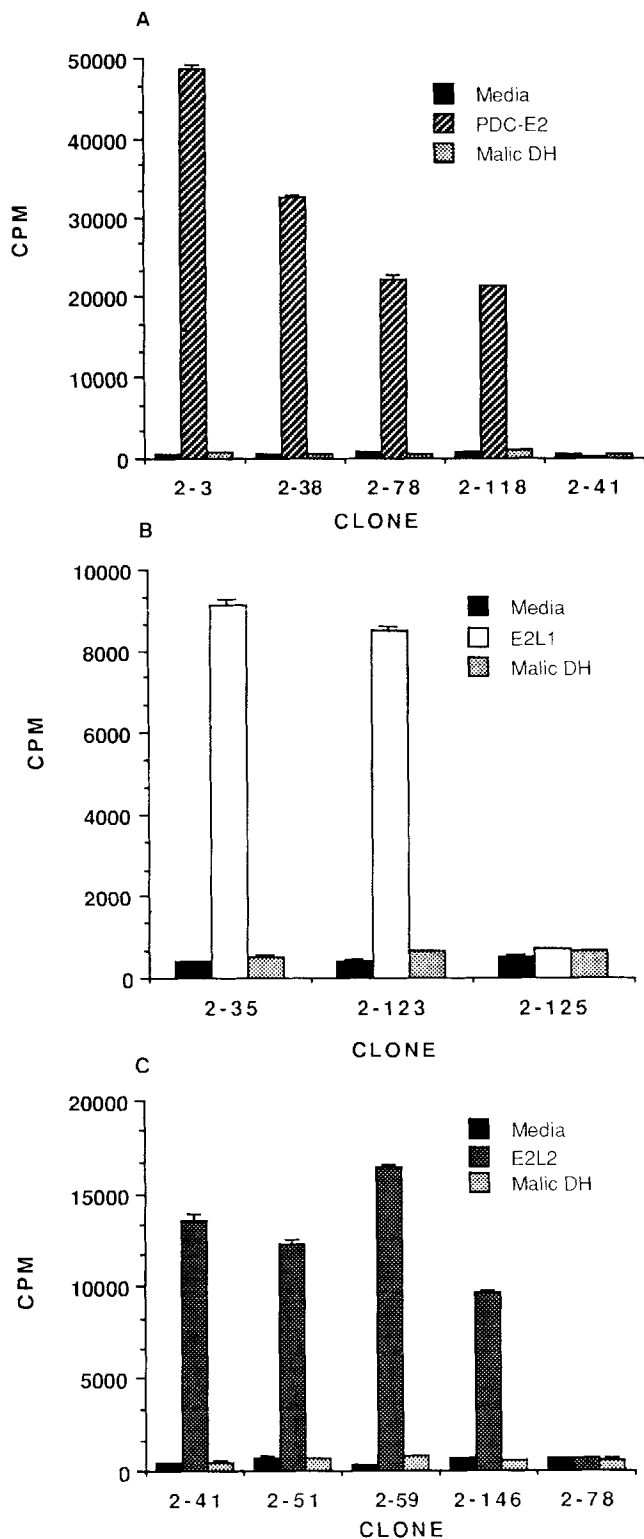 A
50000
40000
30000
20000
10000
0
CPM
Media
PDC-E2
Malic DH
2-3 2-38 2-78 2-118 2-41
CLONE
B
10000
8000
6000
4000
2000
0
CPM
Media
E2L1
Malic DH
2-35 2-123 2-125
CLONE
C
20000
15000
10000
5000
0
CPM
Media
E2L2
Malic DH
2-41 2-51 2-59 2-146 2-78
CLONE